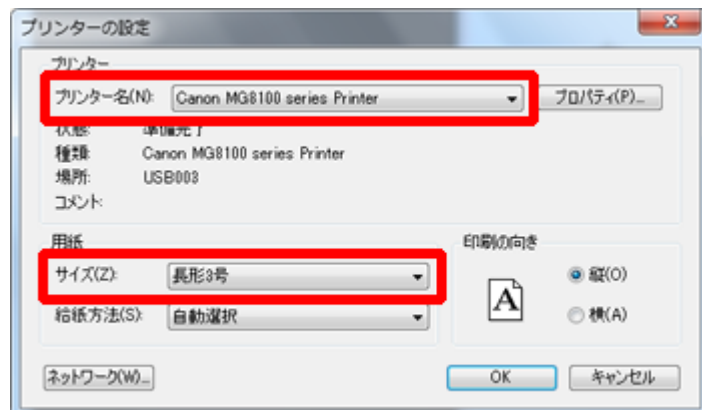 プリンターの設定
プリンター
プリンター名(N): Canon MG8100 series Printer プロパティ(P)...
状態: 準備完了
種類: Canon MG8100 series Printer
場所: USB003
コメント:
用紙
サイズ(Z): 長形3号
給紙方法(S): 自動選択
印刷の向き
A
縦(O)
横(A)
ネットワーク(W)... OK キャンセル